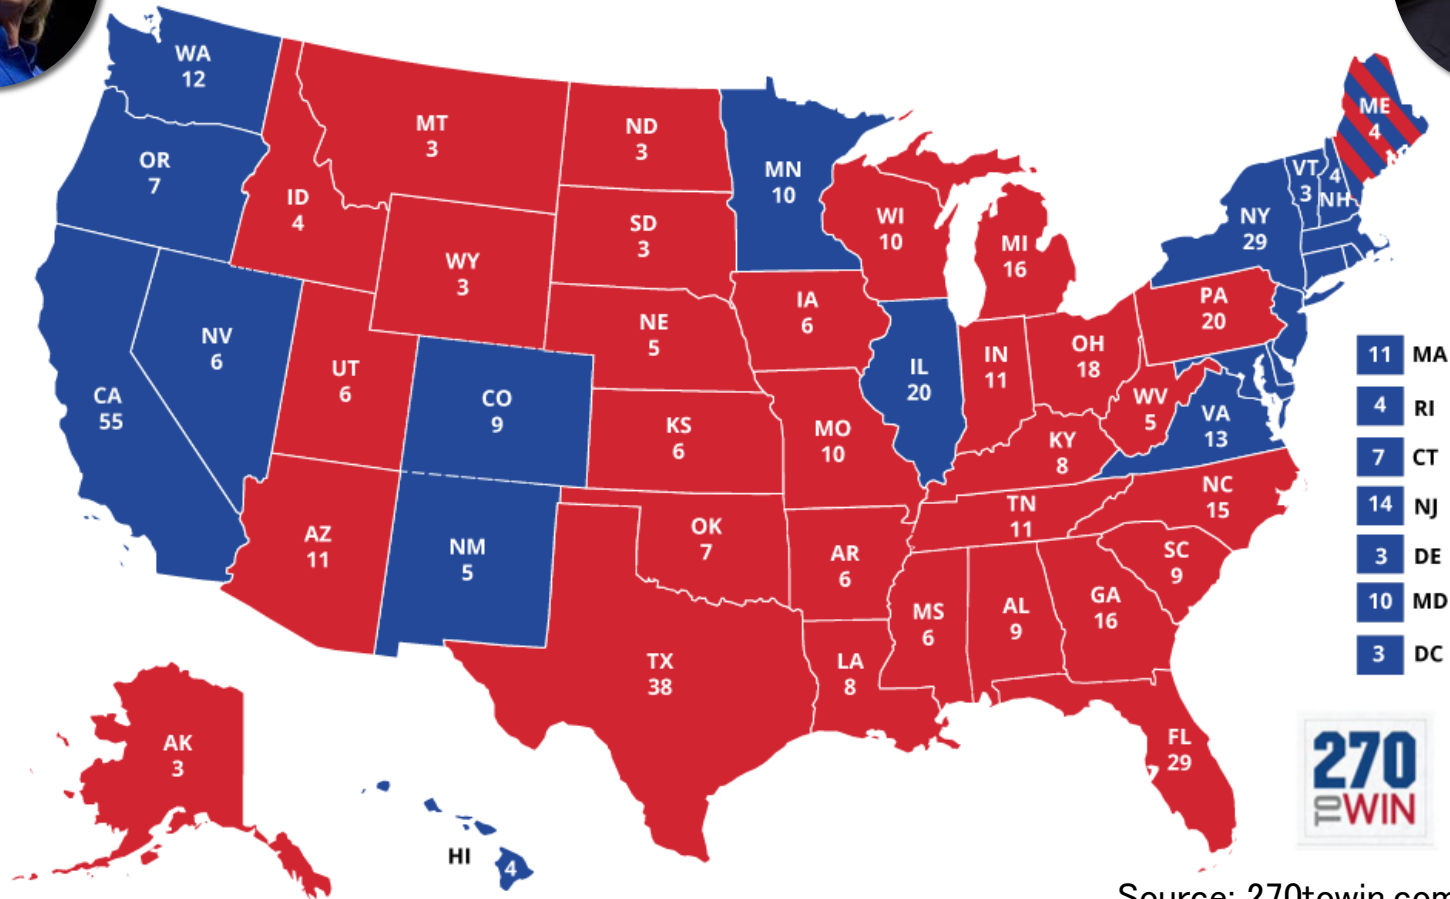 WA
12
OR
7
CA
55
NV
6
ID
4
MT
3
WY
3
UT
6
AZ
11
CO
9
NM
5
ND
3
SD
3
NE
5
KS
6
OK
7
TX
38
MN
10
IA
6
MO
10
AR
6
LA
8
WI
10
IL
20
MI
16
IN
11
OH
18
KY
8
TN
11
MS
6
AL
9
GA
16
FL
29
SC
9
NC
15
VA
13
WV
5
PA
20
NY
29
VT
3
4
NH
ME
4
11 MA
4 RI
7 CT
14 NJ
3 DE
10 MD
3 DC
AK
3
HI
4
270
TO WIN
Source: 270towin.com